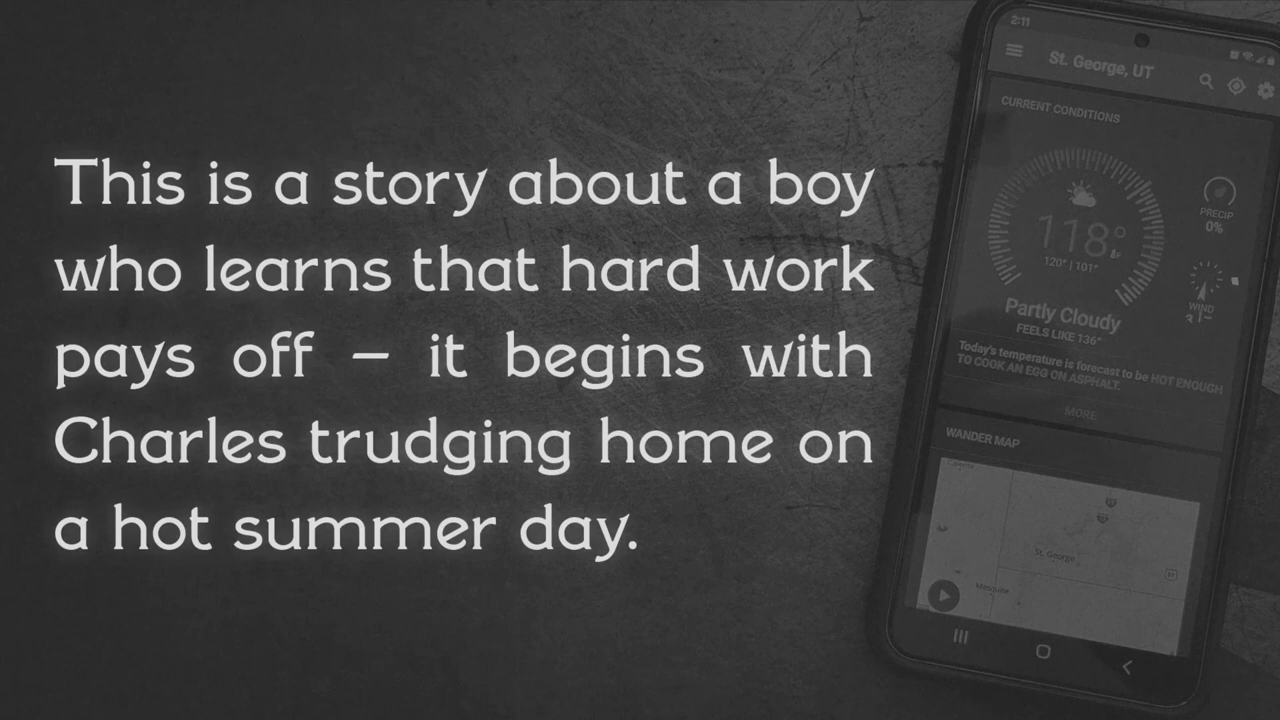 This is a story about a boy
who learns that hard work
pays off – it begins with
Charles trudging home on
a hot summer day.
2:11
St. George, UT
CURRENT CONDITIONS
118°F
120° | 101°
PRECIP
0%
WIND
Partly Cloudy
FEELS LIKE 136°
Today's temperature is forecast to be HOT ENOUGH
TO COOK AN EGG ON ASPHALT.
MORE
WANDER MAP
St. George
Mesquite